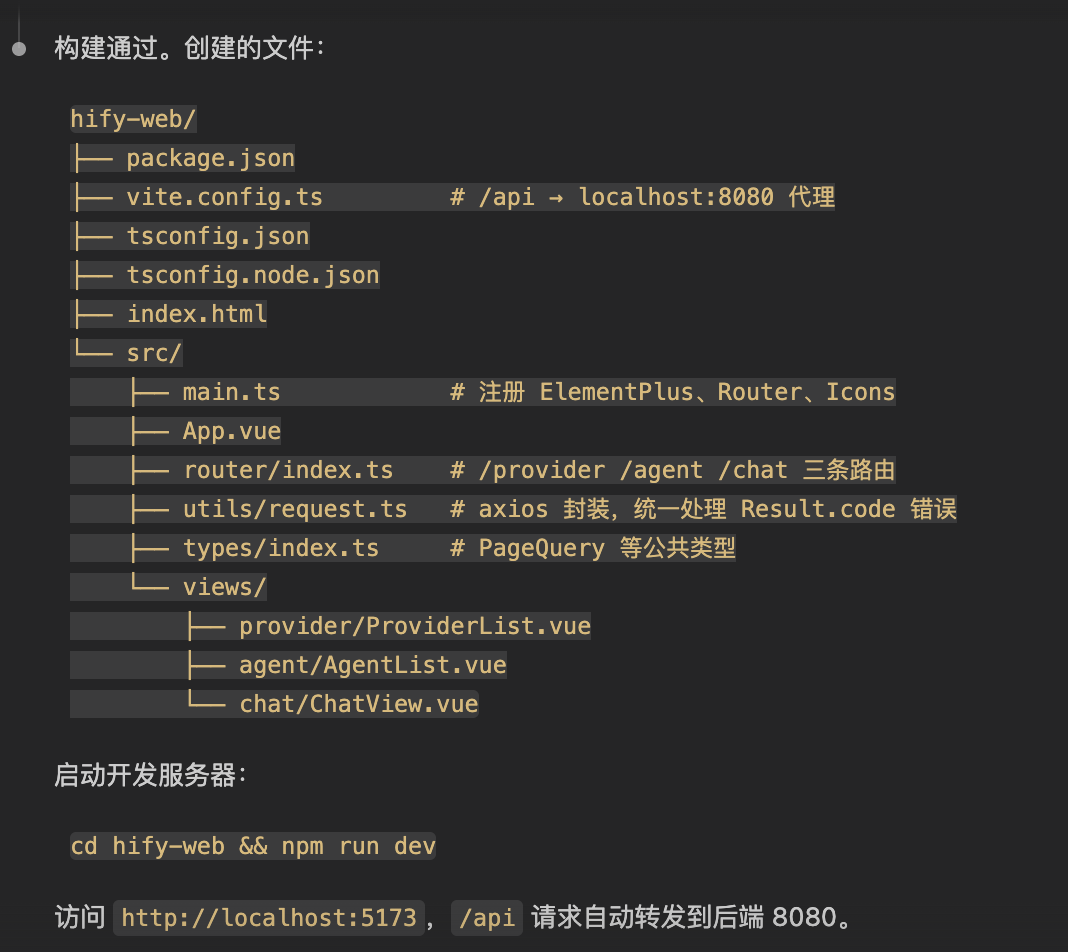 构建通过。创建的文件：
hify-web/
├── package.json
├── vite.config.ts         # /api → localhost:8080 代理
├── tsconfig.json
├── tsconfig.node.json
├── index.html
└── src/
    ├── main.ts            # 注册 ElementPlus、Router、Icons
    ├── App.vue
    ├── router/index.ts    # /provider /agent /chat 三条路由
    ├── utils/request.ts   # axios 封装，统一处理 Result.code 错误
    ├── types/index.ts     # PageQuery 等公共类型
    └── views/
        ├── provider/ProviderList.vue
        ├── agent/AgentList.vue
        └── chat/ChatView.vue
启动开发服务器：
cd hify-web && npm run dev
访问 http://localhost:5173，/api 请求自动转发到后端 8080。